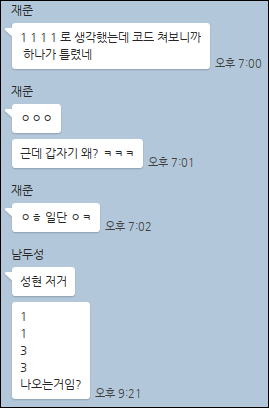 재준
1 1 1 1 로 생각했는데 코드 쳐보니까
하나가 틀렸네
오후 7:00
재준
ㅇㅇㅇ
근데 갑자기 왜? ㅋㅋㅋ
오후 7:01
재준
ㅇㅎ 일단 ㅇㅋ
오후 7:02
남두성
성현 저거
1
1
3
3
나오는거임?
오후 9:21